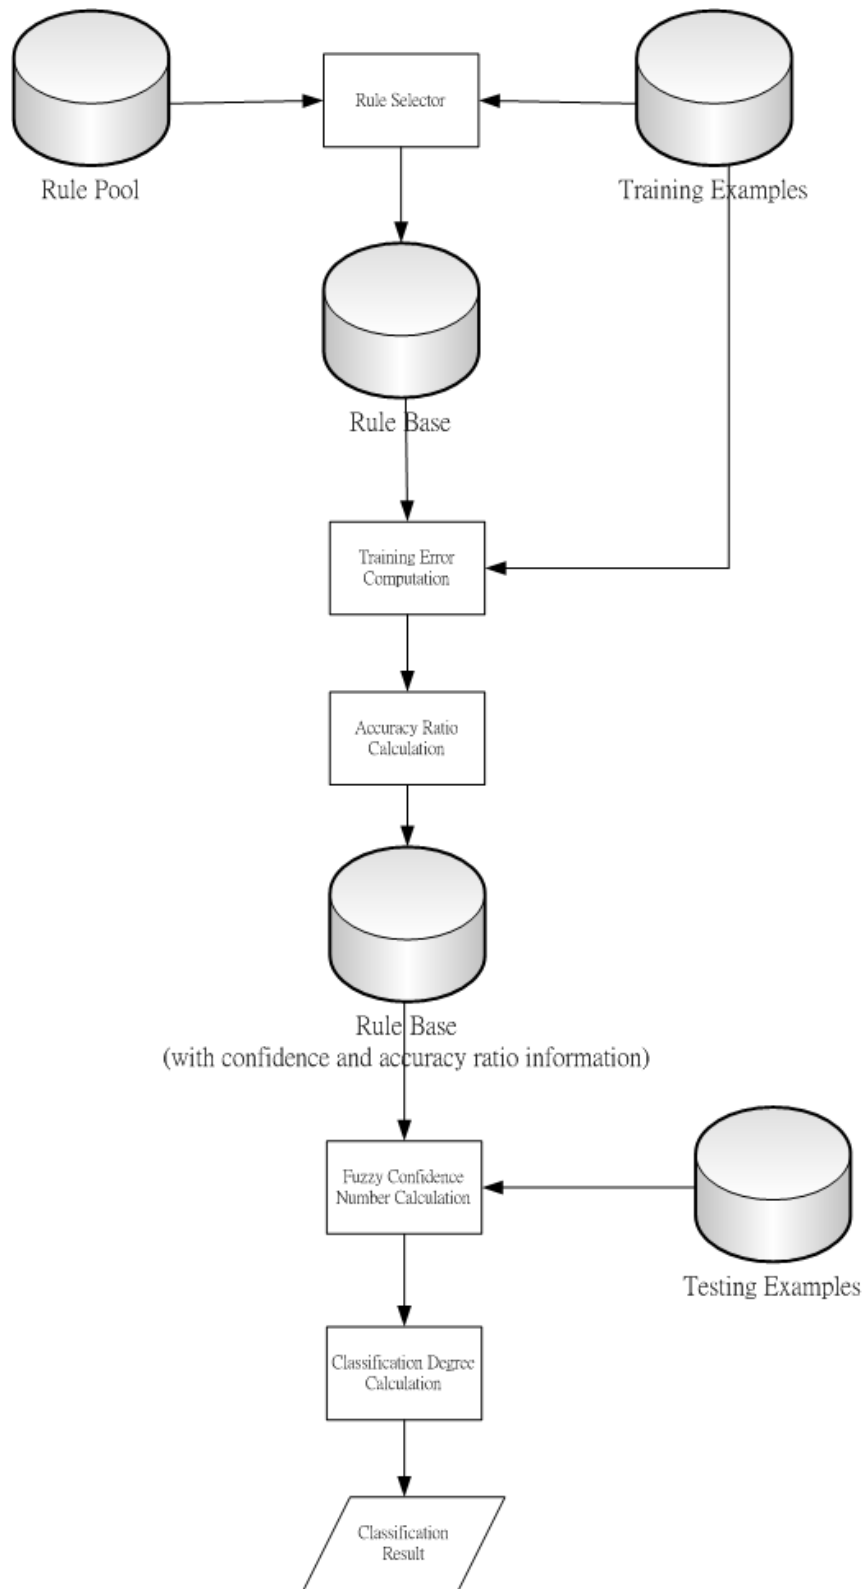 Rule Selector
Rule Pool
Training Examples
Rule Base
Training Error
Computation
Accuracy Ratio
Calculation
Rule Base
(with confidence and accuracy ratio information)
Fuzzy Confidence
Number Calculation
Testing Examples
Classification Degree
Calculation
Classification
Result